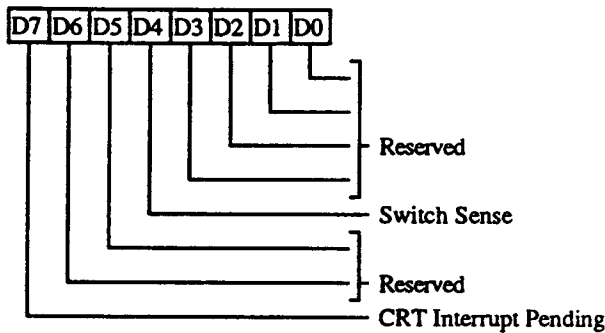 D7 D6 D5 D4 D3 D2 D1 D0
Reserved
Switch Sense
Reserved
CRT Interrupt Pending